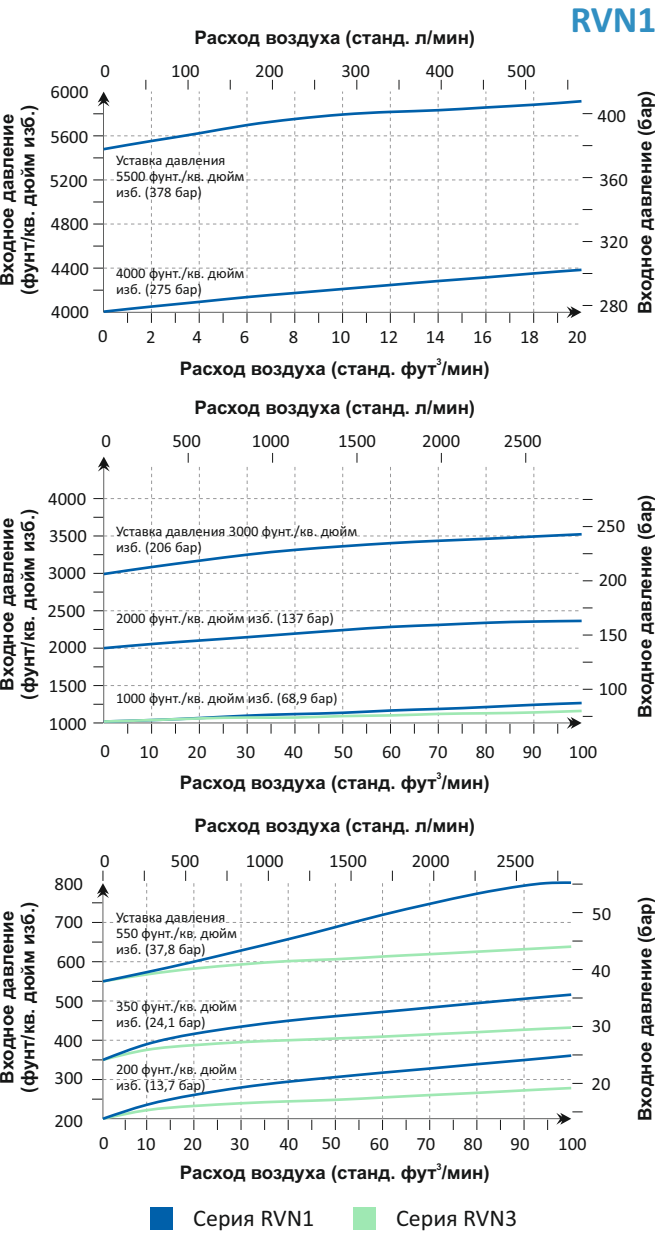 RVN1
Расход воздуха (станд. л/мин)
0 100 200 300 400 500
Входное давление
(фунт/кв. дюйм изб.)
6000
5600
5200
4800
4400
4000
Уставка давления
5500 фунт./кв. дюйм
изб. (378 бар)
4000 фунт./кв. дюйм
изб. (275 бар)
400
360
320
280
Входное давление (бар)
0 2 4 6 8 10 12 14 16 18 20
Расход воздуха (станд. фут³/мин)
Расход воздуха (станд. л/мин)
0 500 1000 1500 2000 2500
Входное давление
(фунт/кв. дюйм изб.)
4000
3500
3000
2500
2000
1500
1000
Уставка давления 3000 фунт./кв. дюйм
изб. (206 бар)
2000 фунт./кв. дюйм изб. (137 бар)
1000 фунт./кв. дюйм изб. (68,9 бар)
250
200
150
100
Входное давление (бар)
0 10 20 30 40 50 60 70 80 90 100
Расход воздуха (станд. фут³/мин)
Расход воздуха (станд. л/мин)
0 500 1000 1500 2000 2500
Входное давление
(фунт/кв. дюйм изб.)
800
700
600
500
400
300
200
Уставка давления
550 фунт./кв. дюйм
изб. (37,8 бар)
350 фунт./кв. дюйм
изб. (24,1 бар)
200 фунт./кв. дюйм
изб. (13,7 бар)
50
40
30
20
Входное давление (бар)
0 10 20 30 40 50 60 70 80 90 100
Расход воздуха (станд. фут³/мин)
Серия RVN1 Серия RVN3